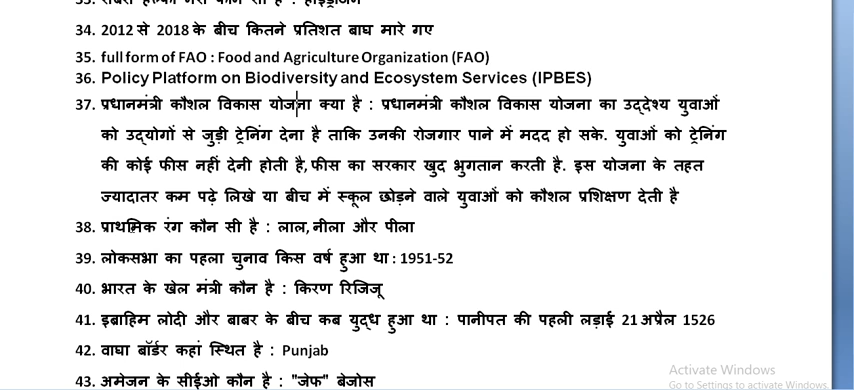 34. 2012 से 2018 के बीच कितने प्रतिशत बाघ मारे गए
35. full form of FAO : Food and Agriculture Organization (FAO)
36. Policy Platform on Biodiversity and Ecosystem Services (IPBES)
37. प्रधानमंत्री कौशल विकास योजना क्या है : प्रधानमंत्री कौशल विकास योजना का उद्देश्य युवाओं
को उद्योगों से जुड़ी ट्रेनिंग देना है ताकि उनकी रोजगार पाने में मदद हो सके. युवाओं को ट्रेनिंग
की कोई फीस नहीं देनी होती है, फीस का सरकार खुद भुगतान करती है. इस योजना के तहत
ज्यादातर कम पढ़े लिखे या बीच में स्कूल छोड़ने वाले युवाओं को कौशल प्रशिक्षण देती है
38. प्राथमिक रंग कौन सी है : लाल, नीला और पीला
39. लोकसभा का पहला चुनाव किस वर्ष हुआ था : 1951-52
40. भारत के खेल मंत्री कौन है : किरण रिजिजू
41. इब्राहिम लोदी और बाबर के बीच कब युद्ध हुआ था : पानीपत की पहली लड़ाई 21 अप्रैल 1526
42. वाघा बॉर्डर कहां स्थित है : Punjab
43. अमेजन के सीईओ कौन है : "जेफ" बेजोस
Activate Windows
Go to Settings to activate Windows.